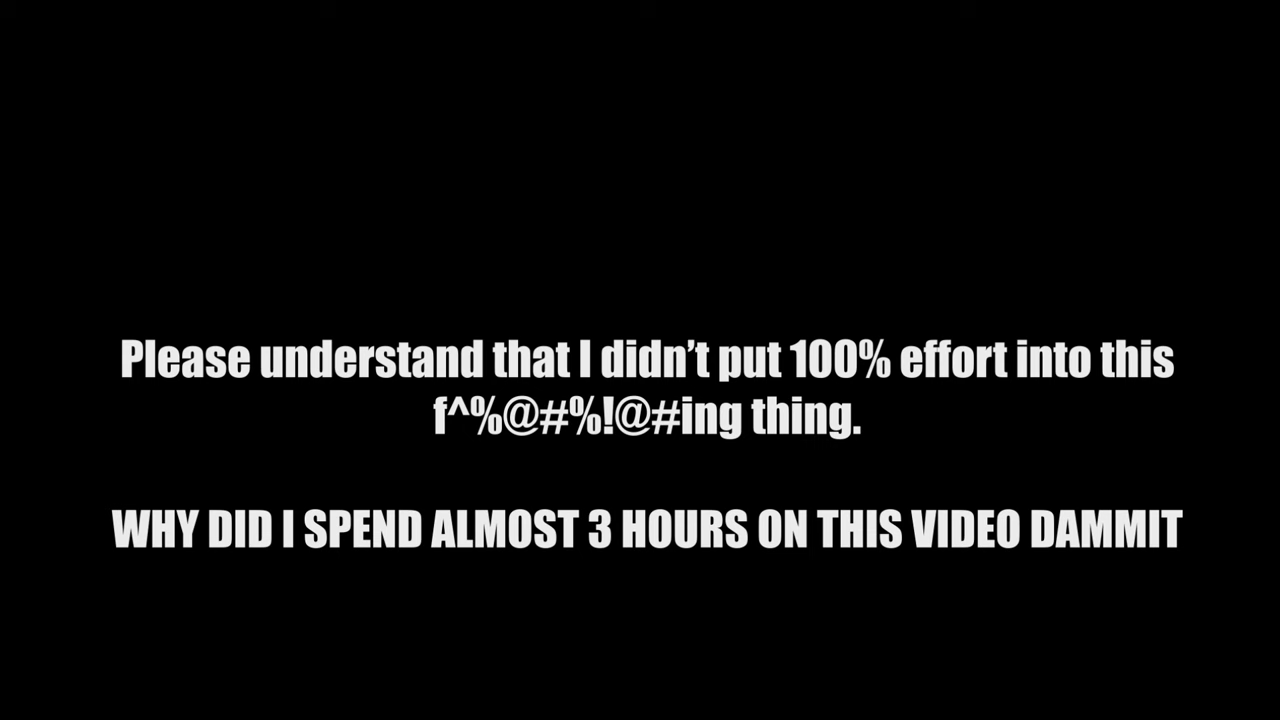 Please understand that I didn’t put 100% effort into this
f^%@#%!@#ing thing.
WHY DID I SPEND ALMOST 3 HOURS ON THIS VIDEO DAMMIT